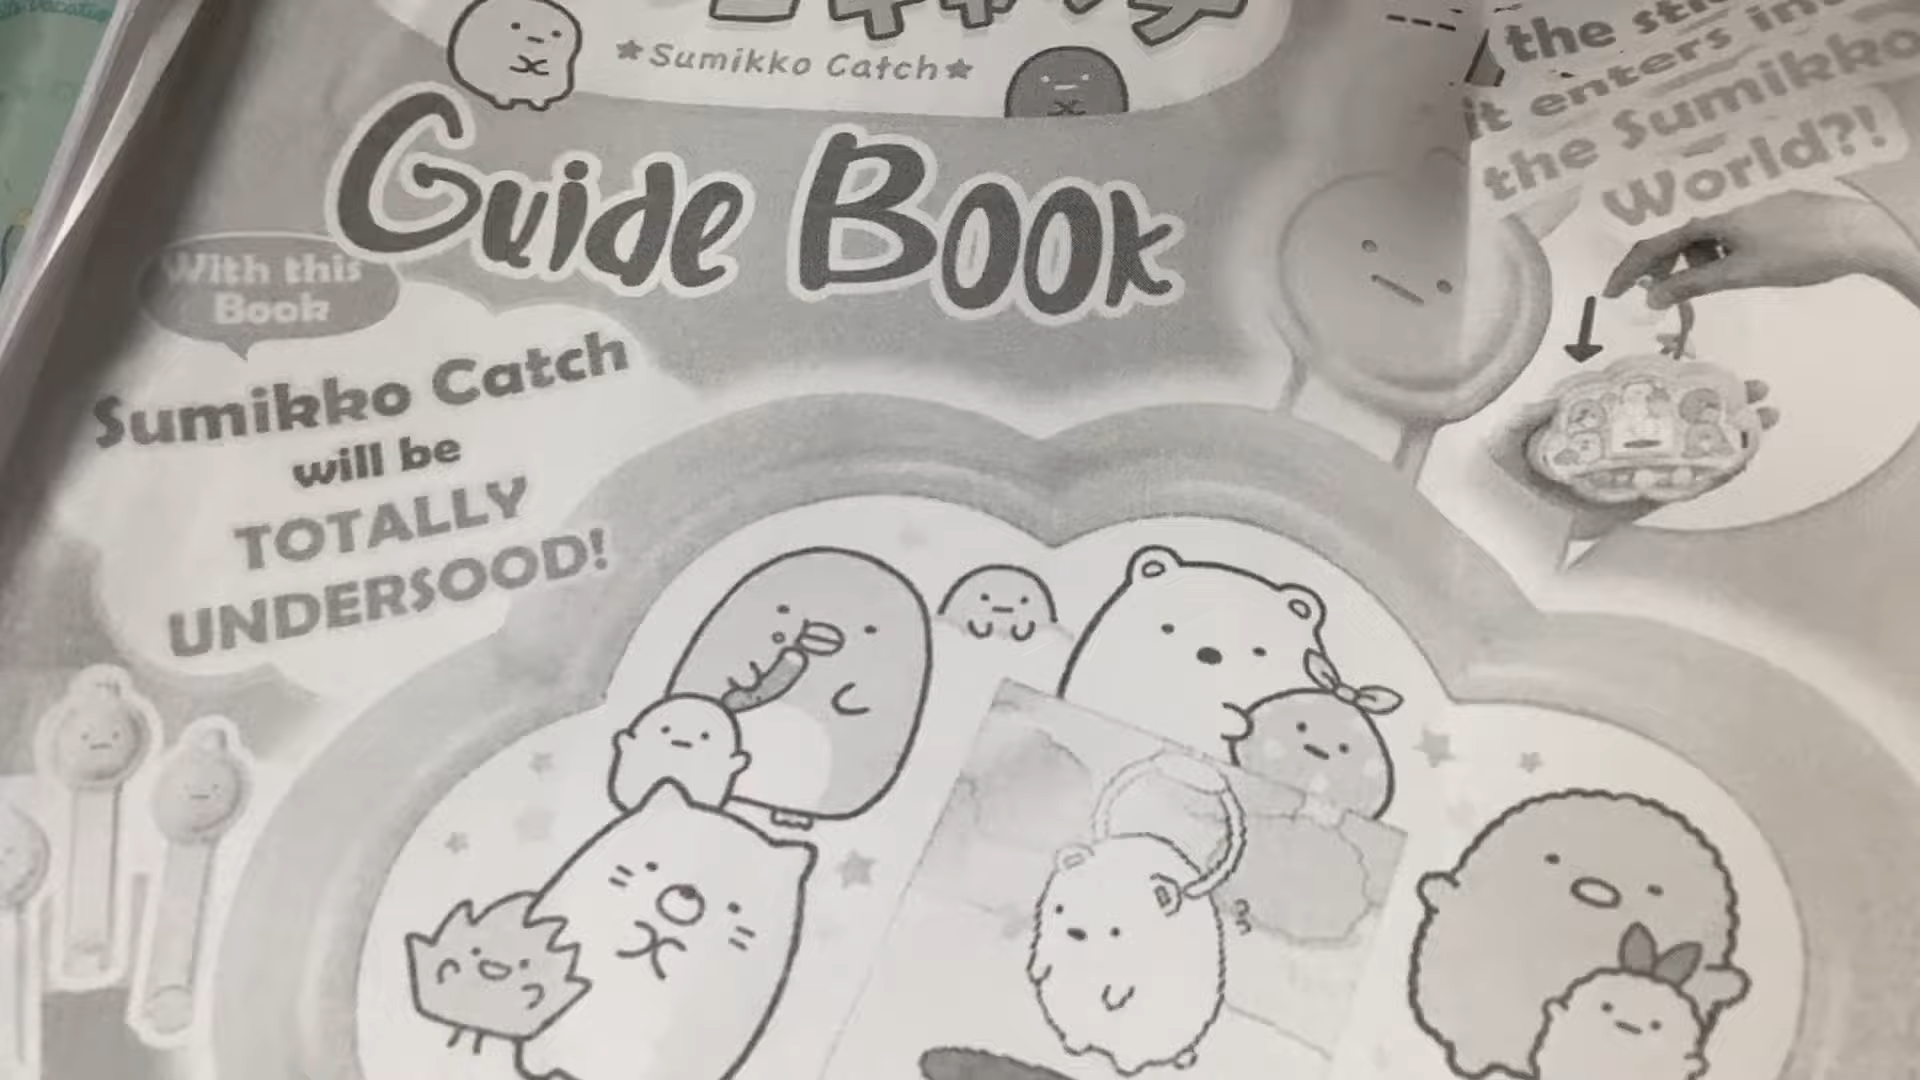 ★Sumikko Catch★
Guide Book
With this
Book
Sumikko Catch
will be
TOTALLY
UNDERSOOD!
the
it enters
the Sumikko
World?!